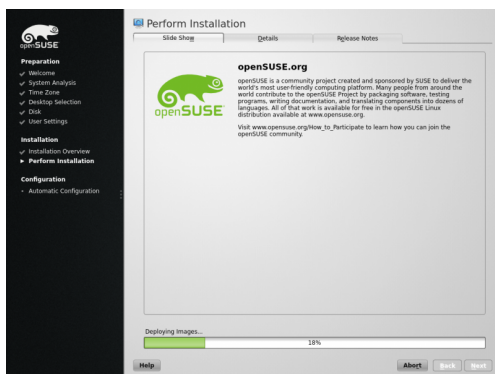 openSUSE
Preparation
Welcome
System Analysis
Time Zone
Desktop Selection
Disk
User Settings
Installation
Installation Overview
Perform Installation
Configuration
Automatic Configuration
Perform Installation
Slide Show
Details
Release Notes
openSUSE
openSUSE.org
openSUSE is a community project created and sponsored by SUSE to deliver the
world's most user-friendly computing platform. Many people from around the
world contribute to the openSUSE Project by packaging software, testing
programs, writing documentation, and translating components into dozens of
languages. All of that work is available for free in the openSUSE Linux
distribution available at www.opensuse.org.
Visit www.opensuse.org/How_to_Participate to learn how you can join the
openSUSE community.
Deploying Images...
18%
Help
Abort
Back
Next